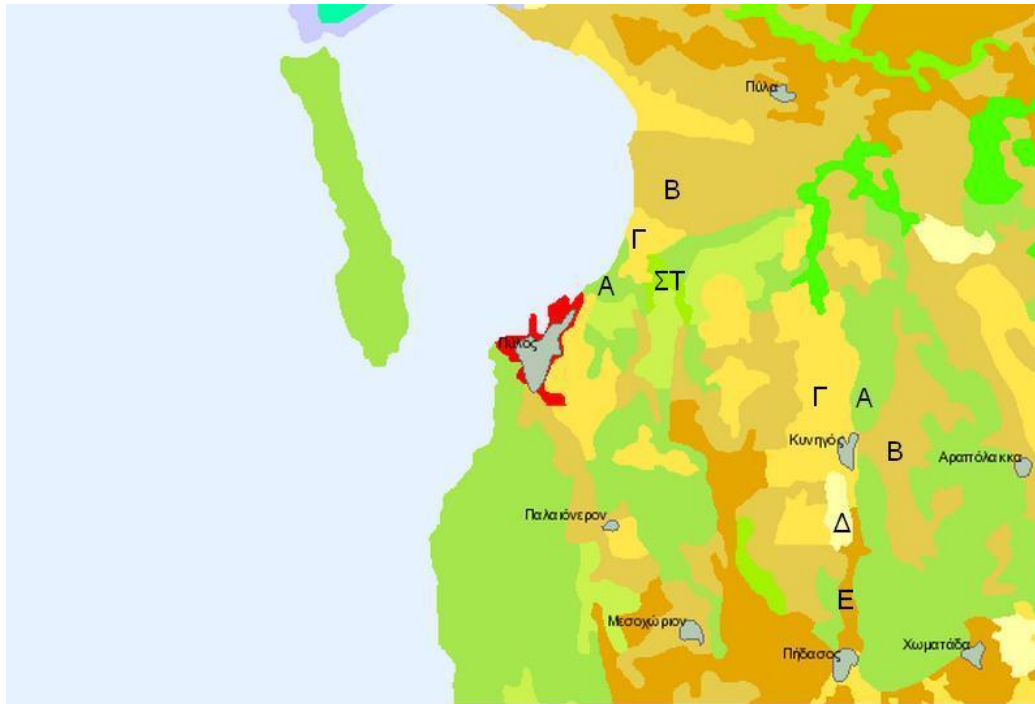 Πύλα
Β
Γ
ΣΤ
Α
Πύλος
Γ
Α
Κυνηγός
Β
Αραπόλακκα
Παλαιόνερον
Δ
Ε
Μεσοχώριον
Πήδασος
Χωματάδα